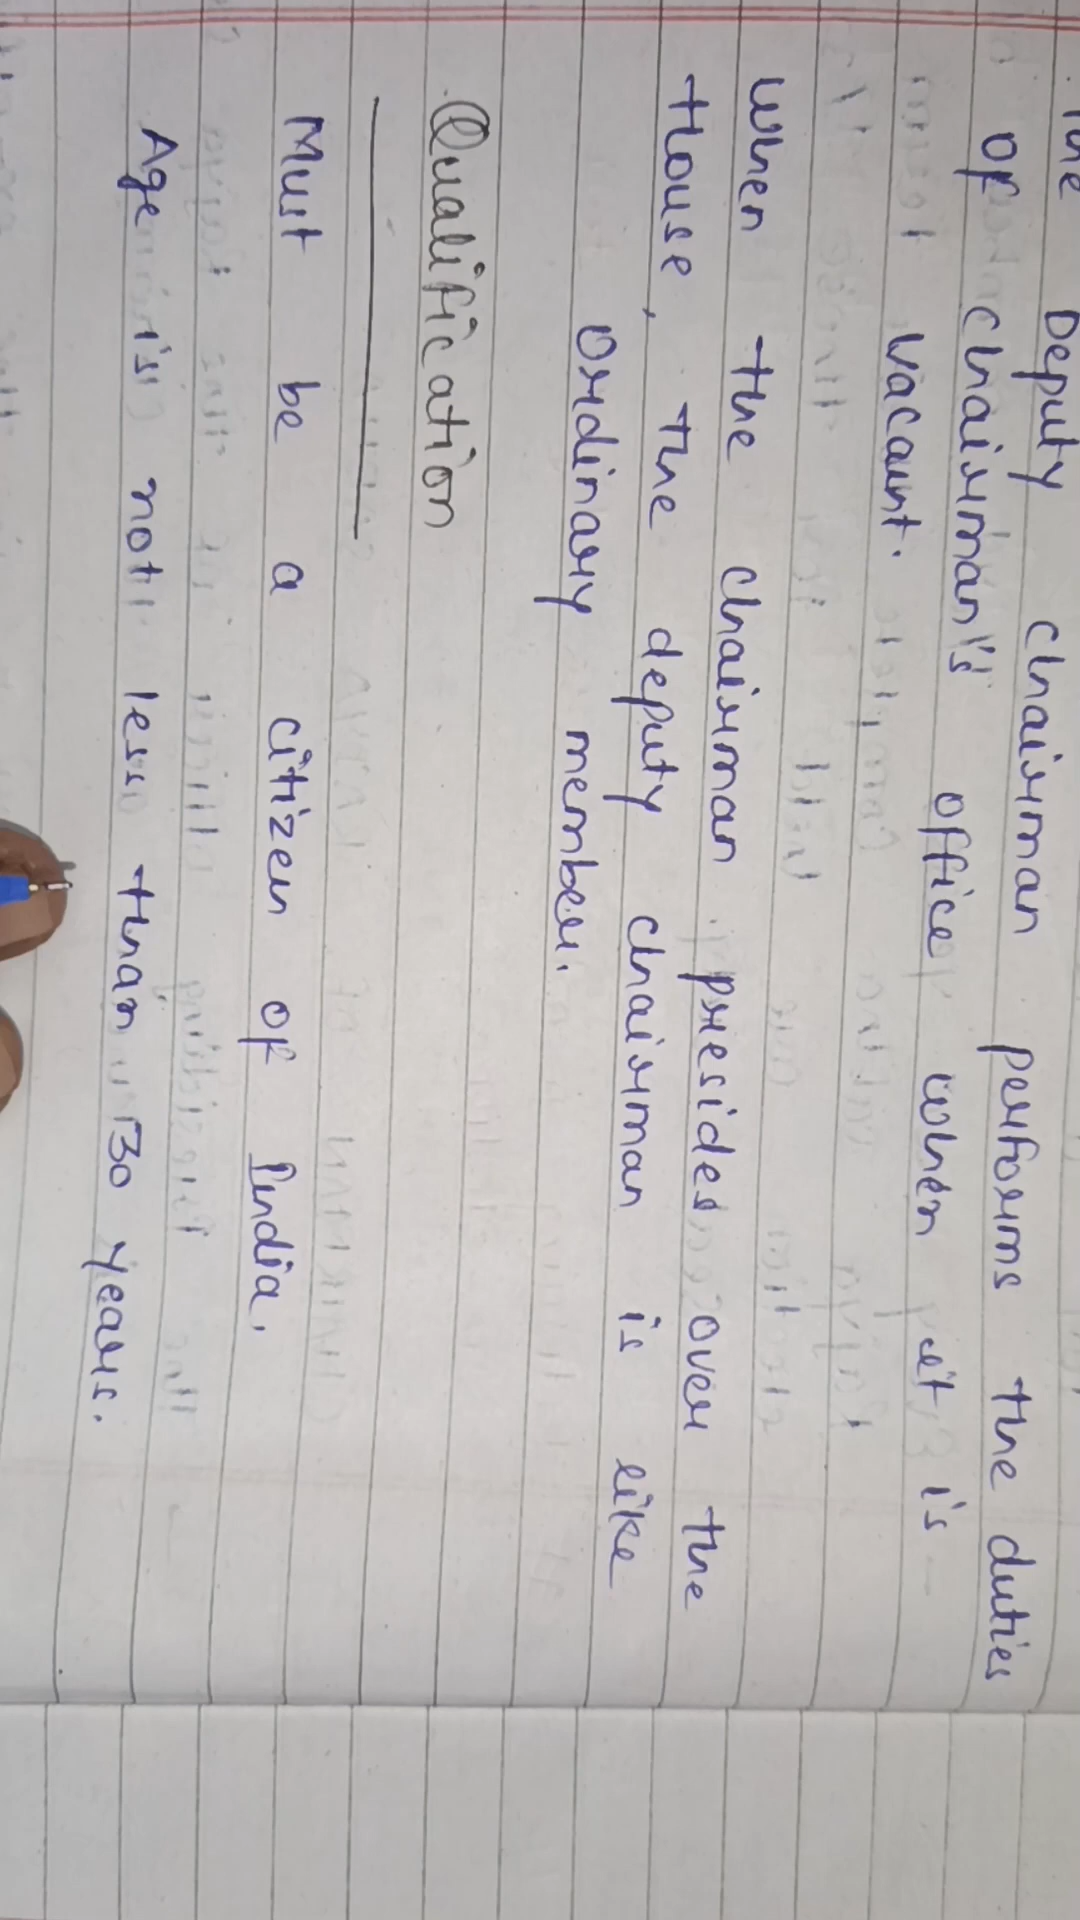 The Deputy Chairman performs the duties
of chairman's office when it is
vacant.
when the chairman presides over the
House, the deputy chairman is like
ordinary member.
Qualification
Must be a citizen of India.
Age is not less than 30 years.